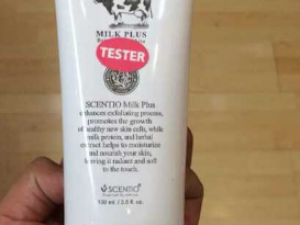 MILK PLUS
TESTER
SCENTIO Milk Plus
enhances exfoliating process,
promotes the growth
of healthy new skin cells, while
milk protein, and herbal
extract helps to moisturize
and nourish your skin,
leaving it radiant and soft
to the touch.
SCENTIO
100 ml / 3.6 fl. oz.